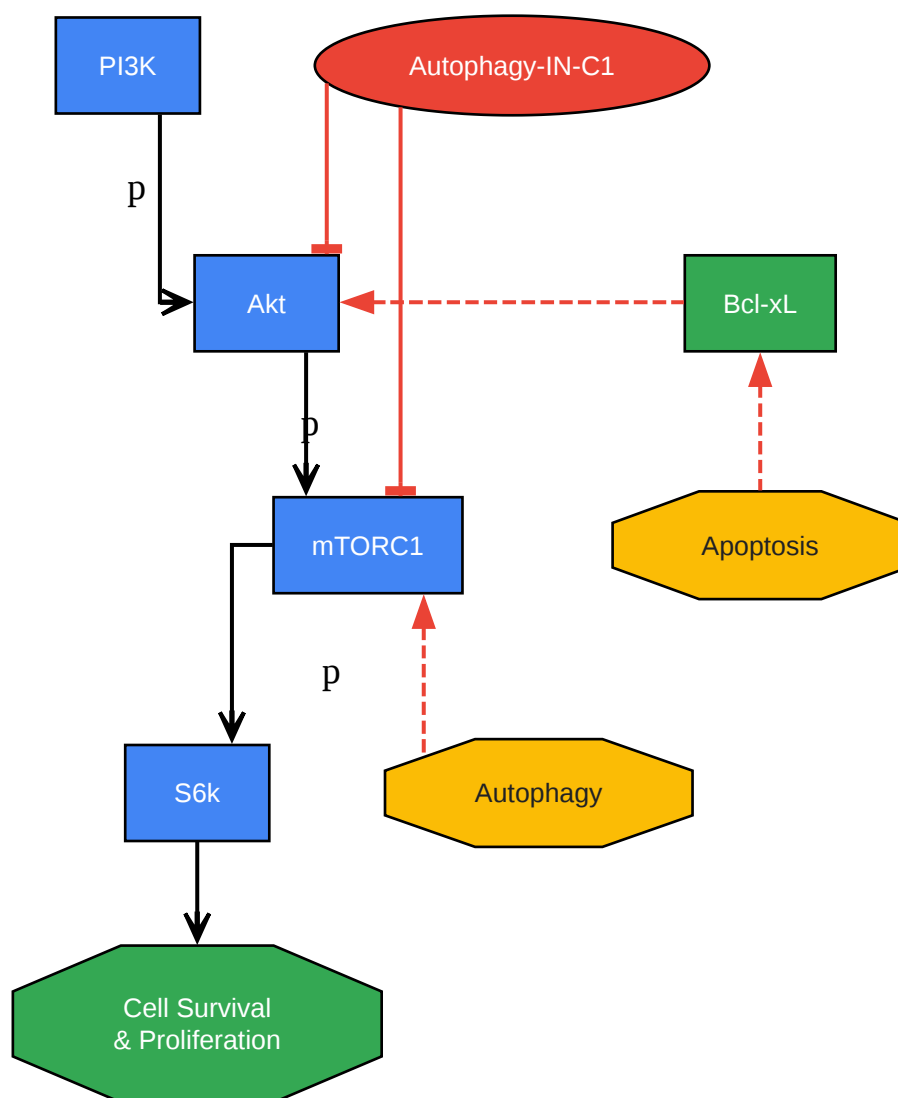 PI3K
Autophagy-IN-C1
p
Akt
Bcl-xL
p
mTORC1
Apoptosis
p
S6k
Autophagy
Cell Survival
& Proliferation